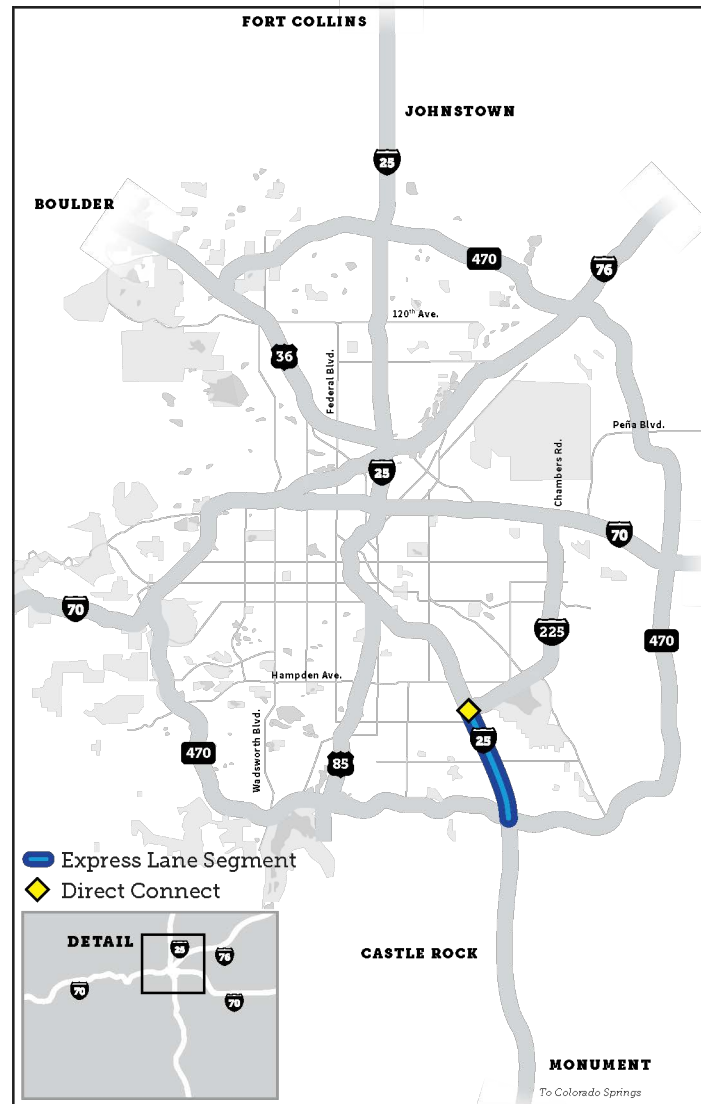 FORT COLLINS
JOHNSTOWN
25
BOULDER
470
76
120th Ave.
36
Federal Blvd.
Peña Blvd.
Chambers Rd.
25
70
70
225
470
Hampden Ave.
Wadsworth Blvd.
25
470
85
Express Lane Segment
Direct Connect
DETAIL
25
76
70
70
CASTLE ROCK
MONUMENT
To Colorado Springs